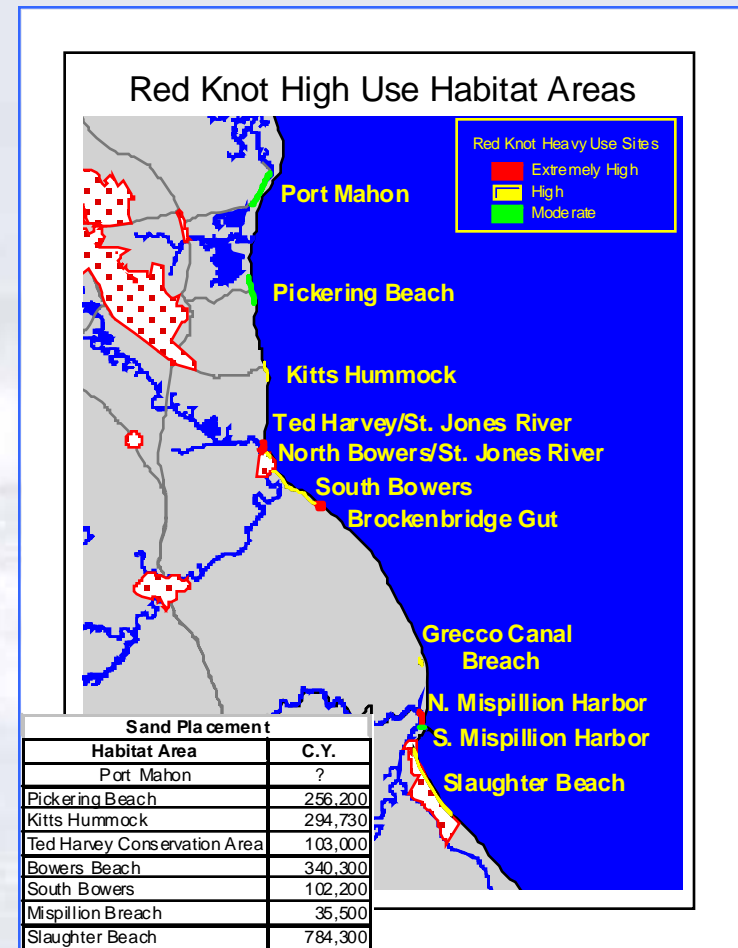 Red Knot High Use Habitat Areas
Red Knot Heavy Use Sites
Extremely High
High
Moderate
Port Mahon
Pickering Beach
Kitts Hummock
Ted Harvey/St. Jones River
North Bowers/St. Jones River
South Bowers
Brockenbridge Gut
Grecco Canal
Breach
N. Mispillion Harbor
S. Mispillion Harbor
Slaughter Beach
Sand Placement
Habitat Area C.Y.
Port Mahon ?
Pickering Beach 256,200
Kitts Hummock 294,730
Ted Harvey Conservation Area 103,000
Bowers Beach 340,300
South Bowers 102,200
Mispillion Breach 35,500
Slaughter Beach 784,300